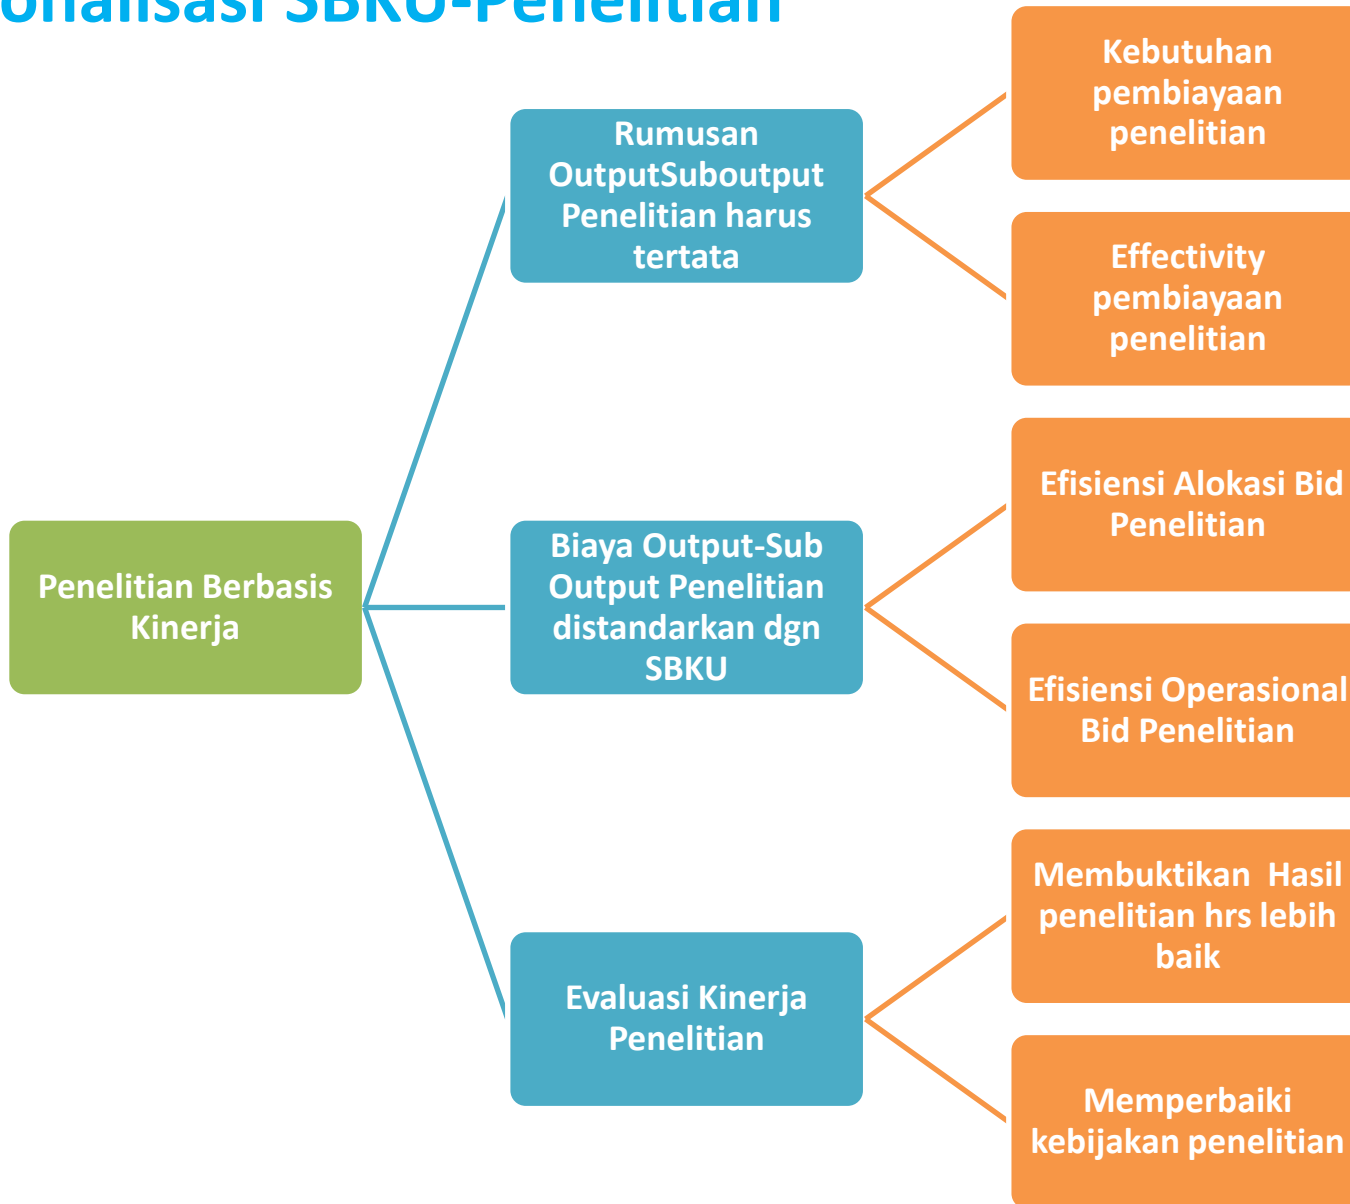 onalisasi SBKU-Penelitian
Penelitian Berbasis
Kinerja
Rumusan
OutputSuboutput
Penelitian harus
tertata
Kebutuhan
pembiayaan
penelitian
Effectivity
pembiayaan
penelitian
Biaya Output-Sub
Output Penelitian
distandarkan dgn
SBKU
Efisiensi Alokasi Bid
Penelitian
Efisiensi Operasional
Bid Penelitian
Evaluasi Kinerja
Penelitian
Membuktikan  Hasil
penelitian hrs lebih
baik
Memperbaiki
kebijakan penelitian